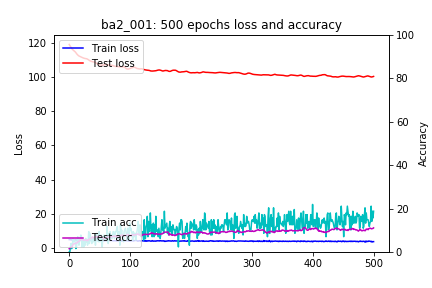 ba2_001: 500 epochs loss and accuracy
Train loss
Test loss
Train acc
Test acc
Loss
120
100
80
60
40
20
0
Accuracy
100
80
60
40
20
0
0
100
200
300
400
500